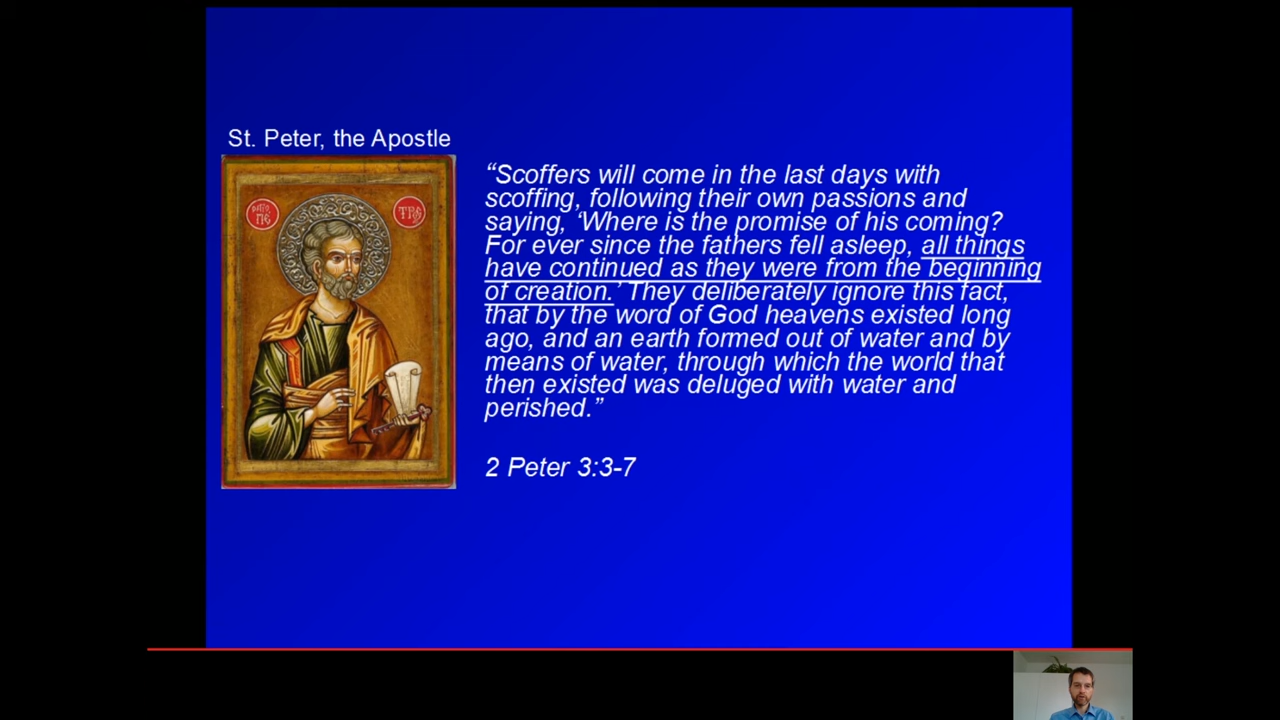 St. Peter, the Apostle
“Scoffers will come in the last days with
scoffing, following their own passions and
saying, ‘Where is the promise of his coming?
For ever since the fathers fell asleep, all things
have continued as they were from the beginning
of creation.’ They deliberately ignore this fact,
that by the word of God heavens existed long
ago, and an earth formed out of water and by
means of water, through which the world that
then existed was deluged with water and
perished.”
2 Peter 3:3-7